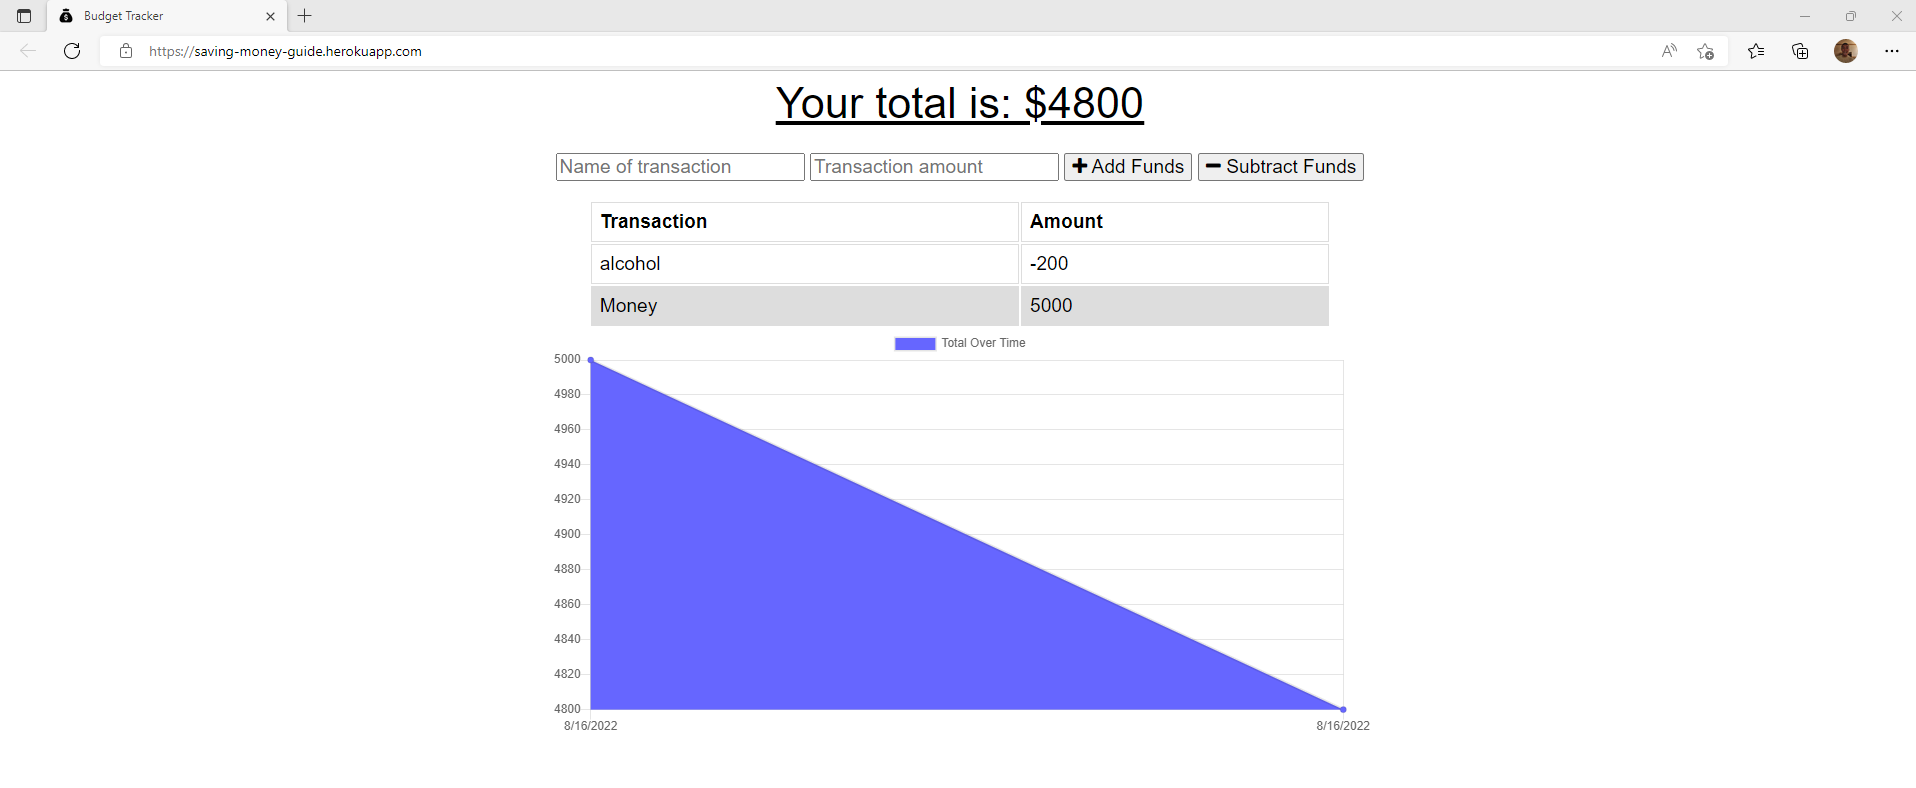 Budget Tracker
https://saving-money-guide.herokuapp.com
Your total is: $4800
Name of transaction Transaction amount Add Funds Subtract Funds
Transaction Amount
alcohol -200
Money 5000
Total Over Time
5000
4980
4960
4940
4920
4900
4880
4860
4840
4820
4800
8/16/2022 8/16/2022